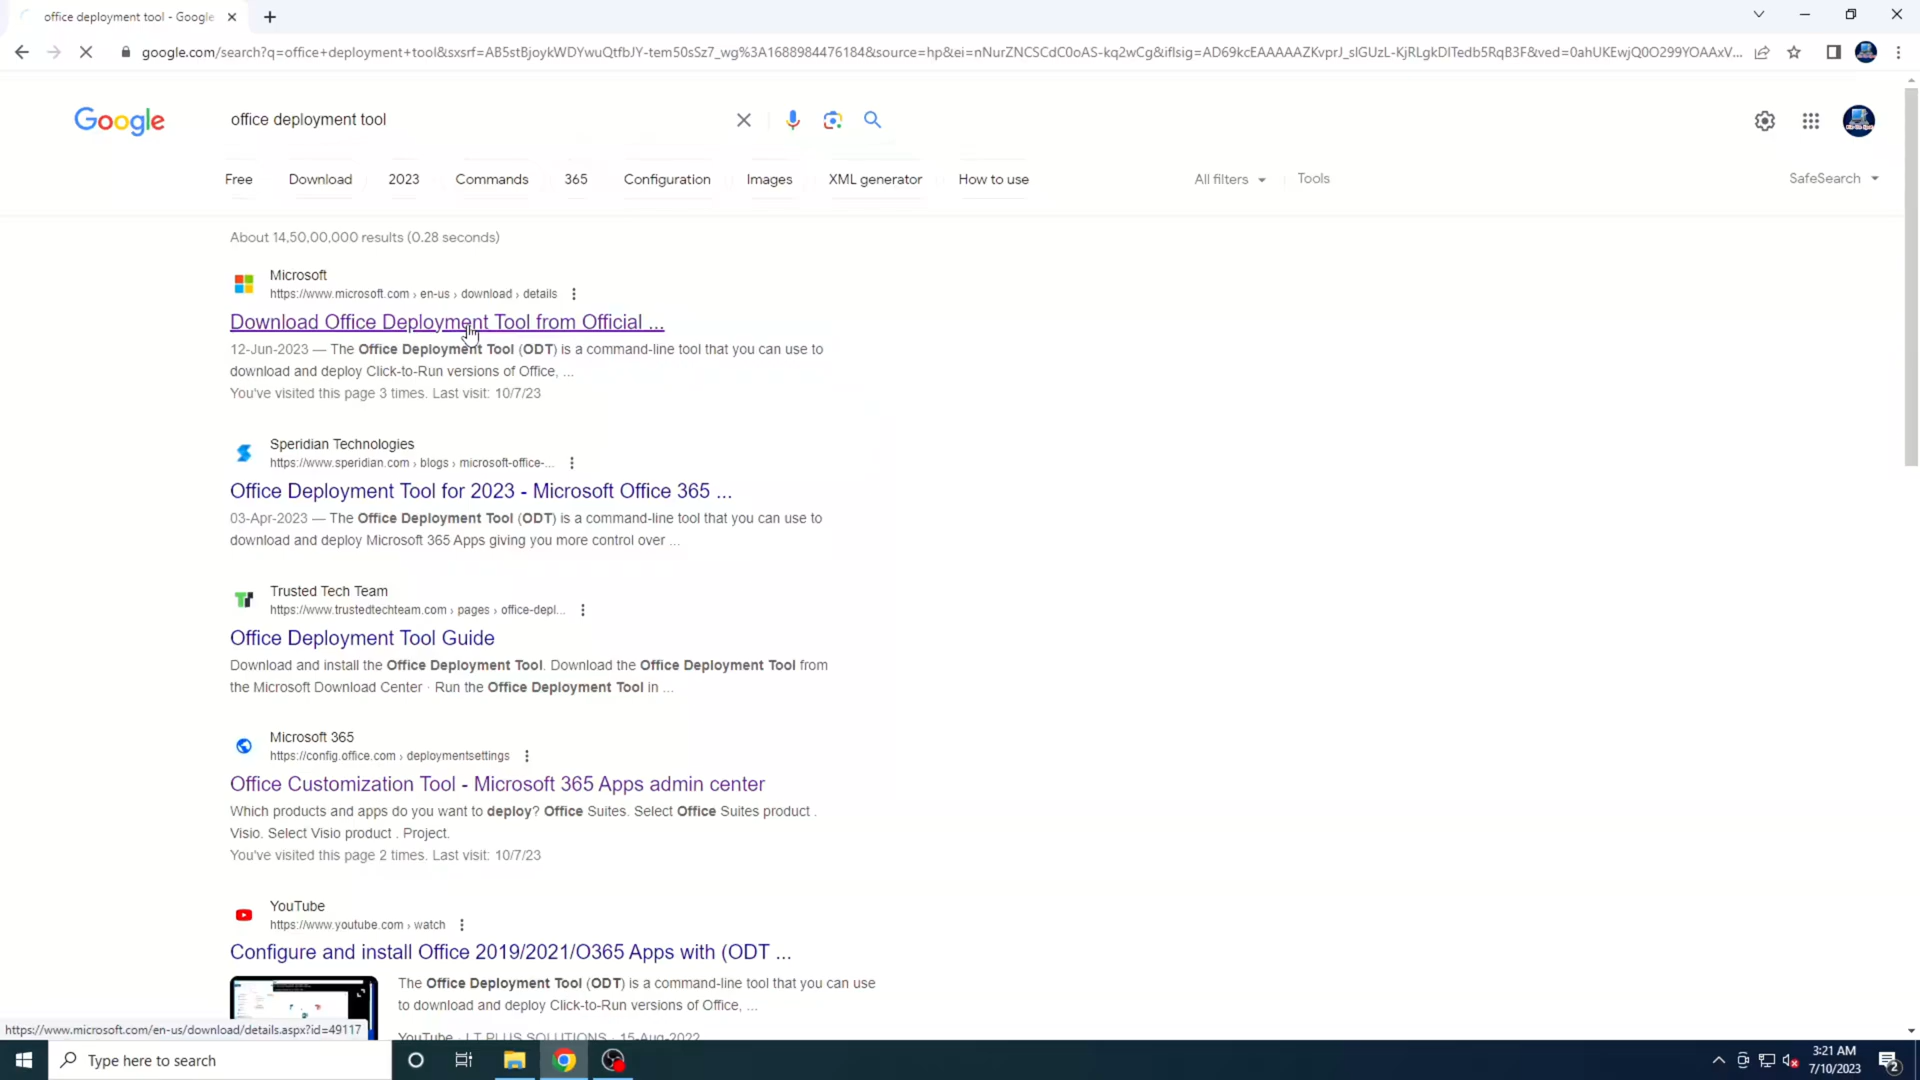 office deployment tool - Google
google.com/search?q=office+deployment+tool&sxsrf=AB5stBjoykWDYwuQtfbJY-tem50sSz7_wg%3A1688984476184&source=hp&ei=nNurZNCSCdC0oAS-kq2wCg&iflsig=AD69kcEAAAAAZKvprJ_slGUzL-KjRLgkDlTedb5RqB3F&ved=0ahUKEwjQ0O299YOAAxV...
Google
office deployment tool
Free Download 2023 Commands 365 Configuration Images XML generator How to use All filters Tools SafeSearch
About 14,50,00,000 results (0.28 seconds)
Microsoft
https://www.microsoft.com › en-us › download › details
Download Office Deployment Tool from Official ...
12-Jun-2023 — The Office Deployment Tool (ODT) is a command-line tool that you can use to
download and deploy Click-to-Run versions of Office, ...
You've visited this page 3 times. Last visit: 10/7/23
Speridian Technologies
https://www.speridian.com › blogs › microsoft-office-...
Office Deployment Tool for 2023 - Microsoft Office 365 ...
03-Apr-2023 — The Office Deployment Tool (ODT) is a command-line tool that you can use to
download and deploy Microsoft 365 Apps giving you more control over ...
Trusted Tech Team
https://www.trustedtechteam.com › pages › office-depl...
Office Deployment Tool Guide
Download and install the Office Deployment Tool. Download the Office Deployment Tool from
the Microsoft Download Center · Run the Office Deployment Tool in ...
Microsoft 365
https://config.office.com › deploymentsettings
Office Customization Tool - Microsoft 365 Apps admin center
Which products and apps do you want to deploy? Office Suites. Select Office Suites product .
Visio. Select Visio product . Project.
You've visited this page 2 times. Last visit: 10/7/23
YouTube
https://www.youtube.com › watch
Configure and install Office 2019/2021/O365 Apps with (ODT ...
The Office Deployment Tool (ODT) is a command-line tool that you can use
to download and deploy Click-to-Run versions of Office, ...
YouTube · I.T PLUS SOLUTIONS · 15-Aug-2022
https://www.microsoft.com/en-us/download/details.aspx?id=49117
Type here to search
3:21 AM
7/10/2023
2